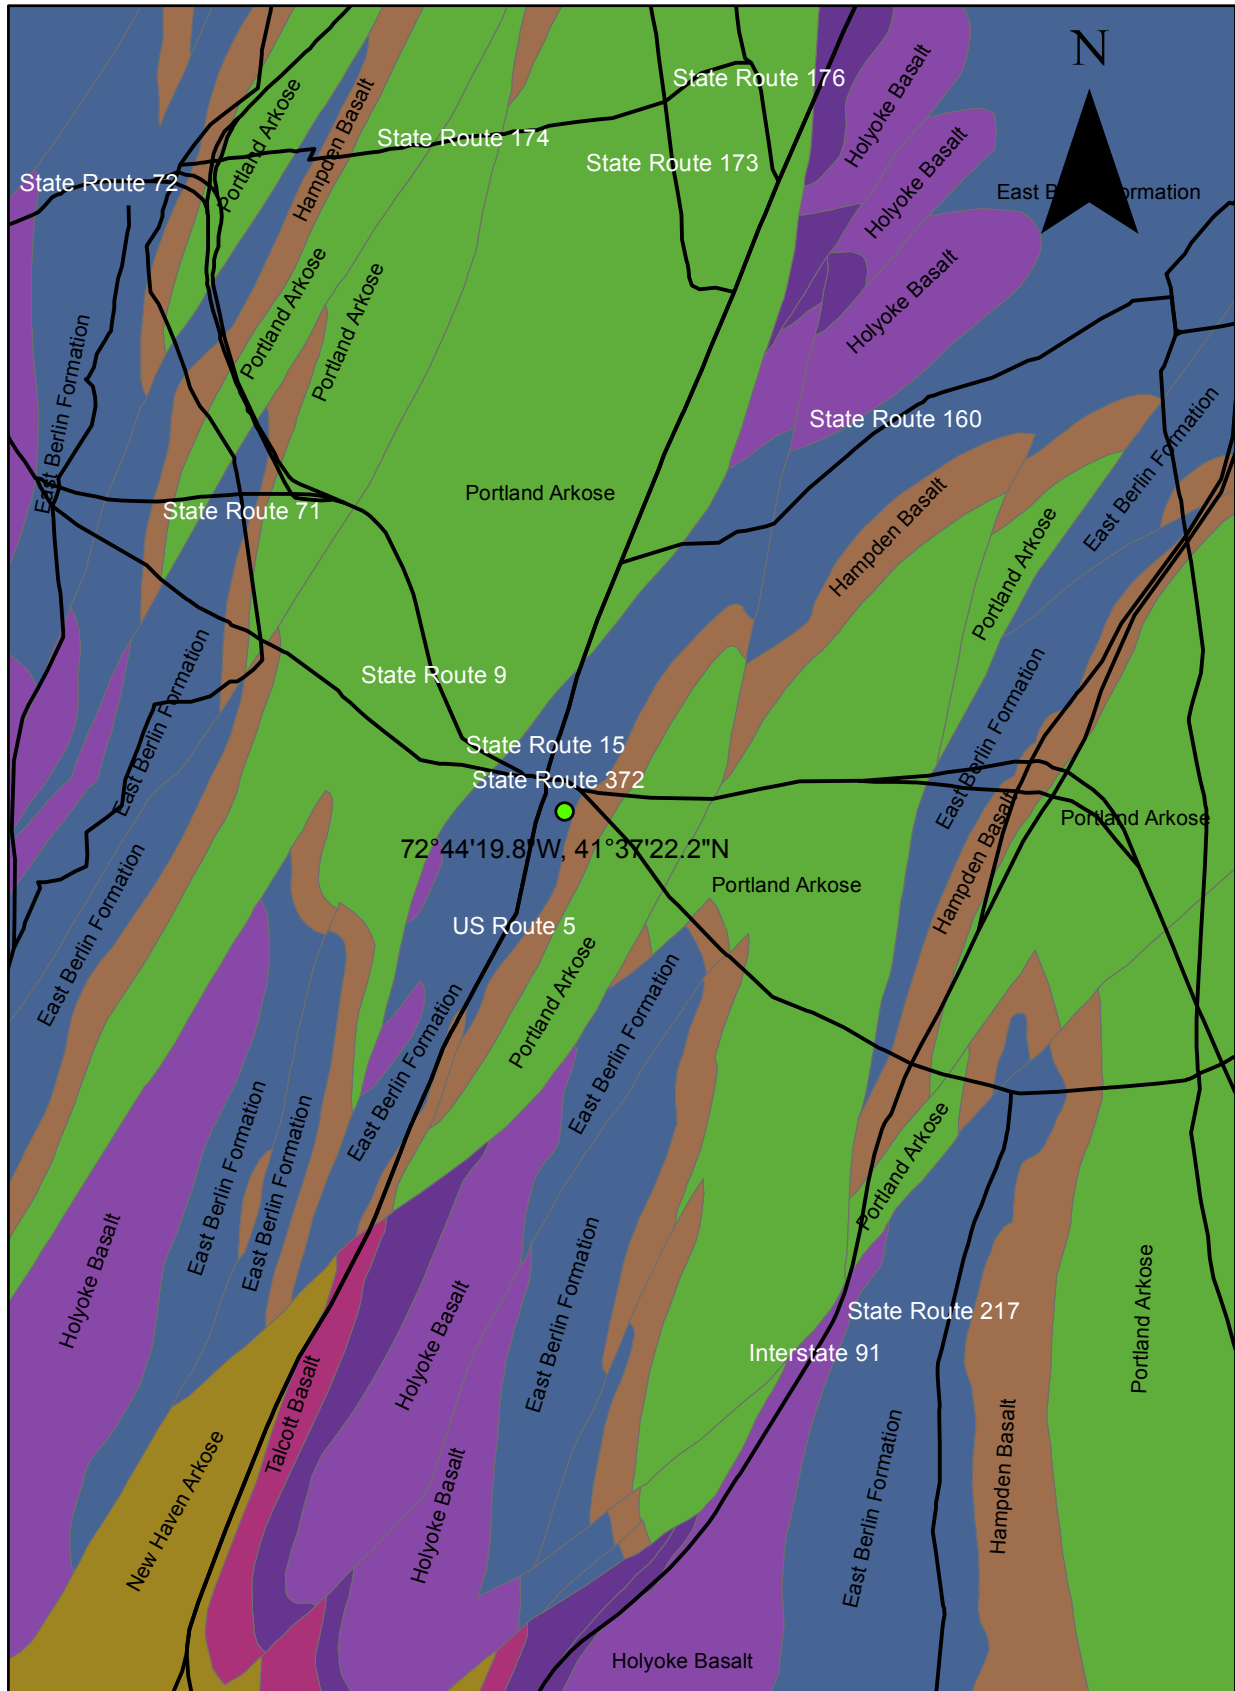 N
State Route 176
Holyoke Basalt
Portland Arkose
Hampden Basalt
State Route 174
State Route 173
Holyoke Basalt
State Route 72
East B ormation
Holyoke Basalt
Portland Arkose
Portland Arkose
East Berlin Formation
State Route 160
East Berlin Formation
Portland Arkose
State Route 71
Hampden Basalt
Portland Arkose
State Route 9
East Berlin Formation
East Berlin Formation
State Route 15
State Route 372
Hampden Basalt
Portland Arkose
72°44'19.8"W, 41°37'22.2"N
Portland Arkose
East Berlin Formation
US Route 5
Portland Arkose
East Berlin Formation
East Berlin Formation
East Berlin Formation
East Berlin Formation
Portland Arkose
Holyoke Basalt
Holyoke Basalt
East Berlin Formation
Portland Arkose
State Route 217
Interstate 91
Talcott Basalt
New Haven Arkose
Holyoke Basalt
East Berlin Formation
Hampden Basalt
Holyoke Basalt